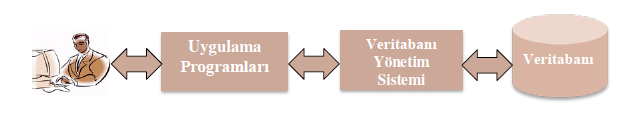 Uygulama
Programları
Veritabanı
Yönetim
Sistemi
Veritabanı